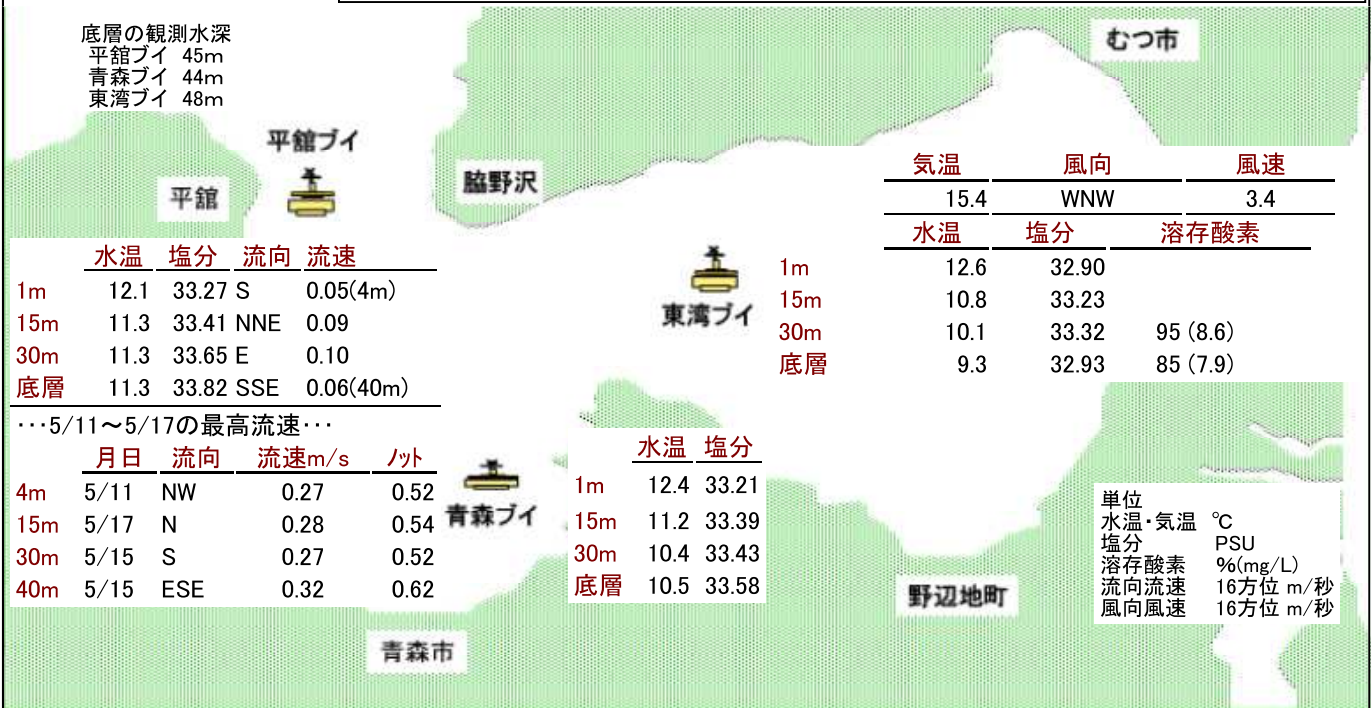 底層の観測水深
平舘ブイ 45m
青森ブイ 44m
東湾ブイ 48m
むつ市
平舘ブイ
平舘
脇野沢
気温 風向 風速
15.4 WNW 3.4
水温 塩分 溶存酸素
1m 12.6 32.90
15m 10.8 33.23
30m 10.1 33.32 95 (8.6)
底層 9.3 32.93 85 (7.9)
東湾ブイ
水温 塩分 流向 流速
1m 12.1 33.27 S 0.05(4m)
15m 11.3 33.41 NNE 0.09
30m 11.3 33.65 E 0.10
底層 11.3 33.82 SSE 0.06(40m)
･･･5/11～5/17の最高流速･･･
月日 流向 流速m/s ﾉｯﾄ
4m 5/11 NW 0.27 0.52
15m 5/17 N 0.28 0.54
30m 5/15 S 0.27 0.52
40m 5/15 ESE 0.32 0.62
青森ブイ
水温 塩分
1m 12.4 33.21
15m 11.2 33.39
30m 10.4 33.43
底層 10.5 33.58
単位
水温・気温 ℃
塩分 PSU
溶存酸素 %(mg/L)
流向流速 16方位 m/秒
風向風速 16方位 m/秒
野辺地町
青森市